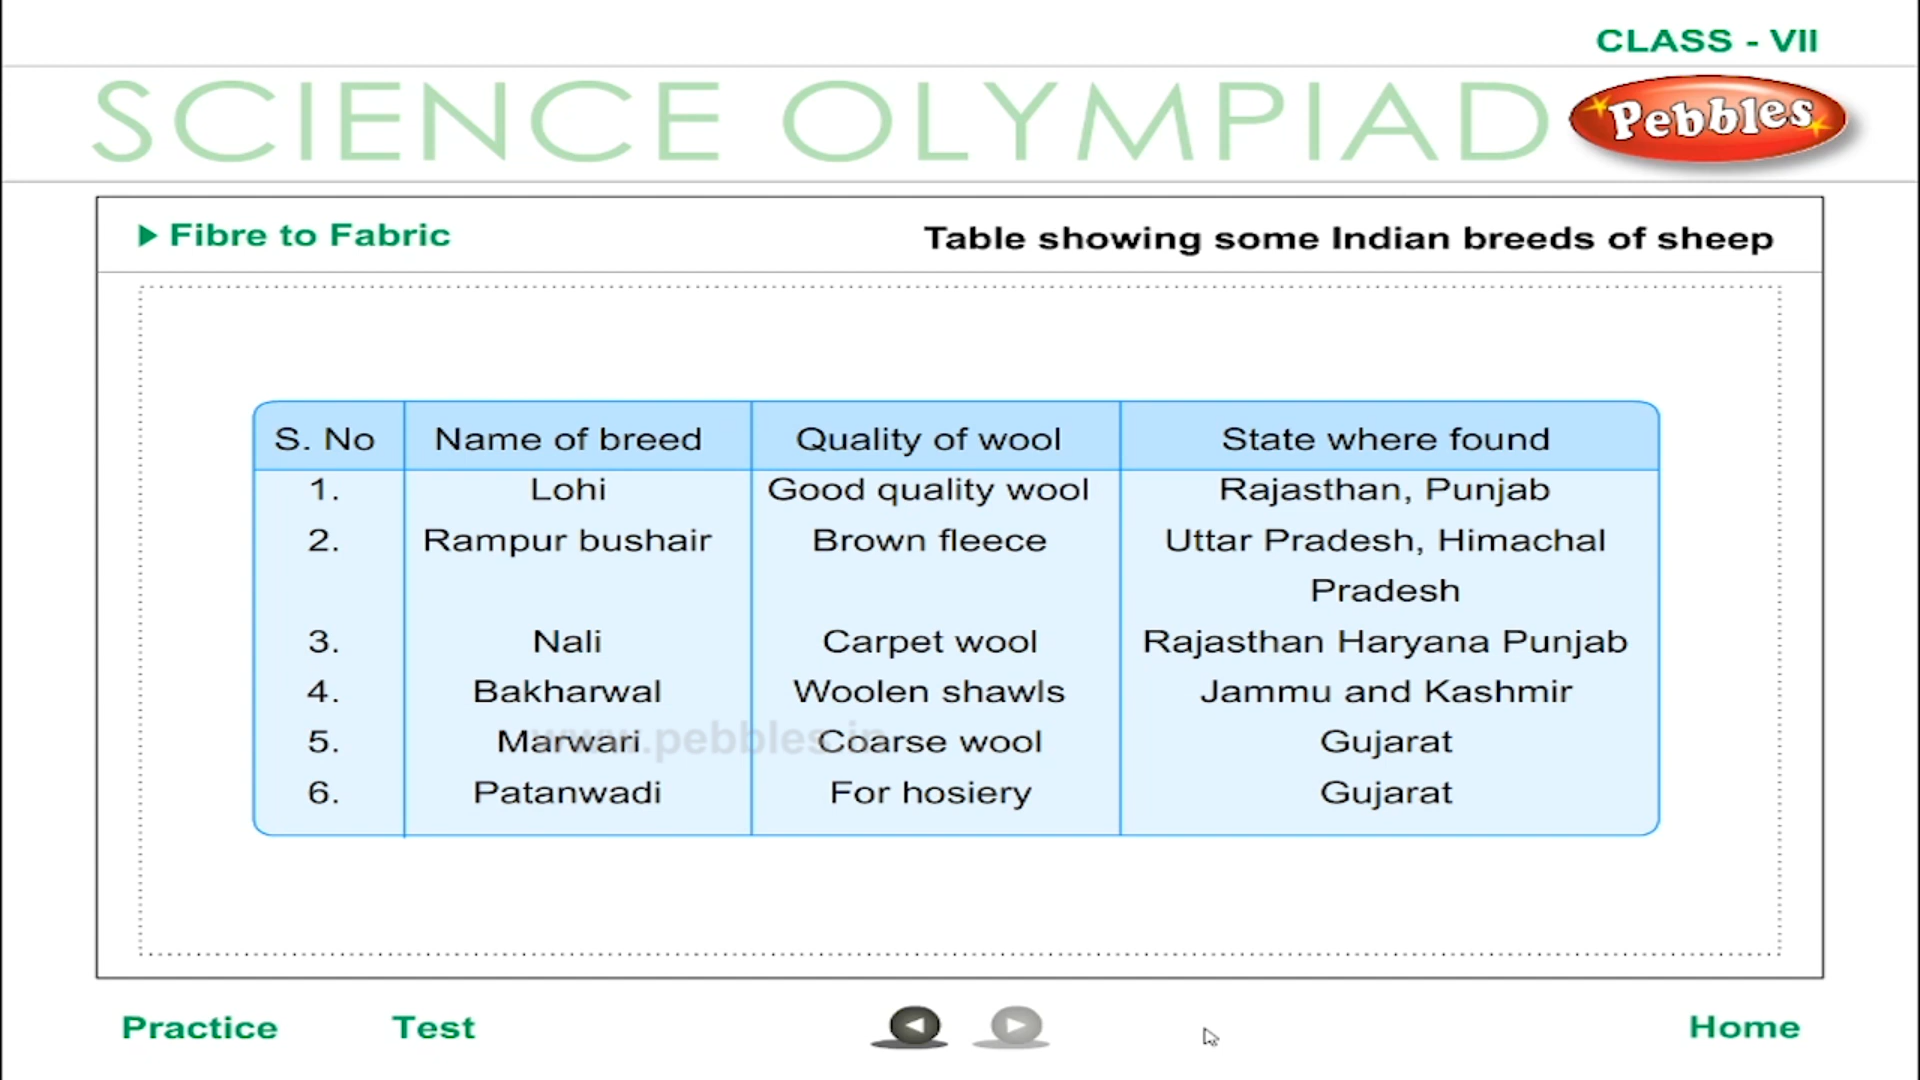 CLASS - VII
SCIENCE OLYMPIAD
Pebbles
Fibre to Fabric
Table showing some Indian breeds of sheep
S. No Name of breed Quality of wool State where found
1. Lohi Good quality wool Rajasthan, Punjab
2. Rampur bushair Brown fleece Uttar Pradesh, Himachal
Pradesh
3. Nali Carpet wool Rajasthan Haryana Punjab
4. Bakharwal Woolen shawls Jammu and Kashmir
www.pebbles.in
5. Marwari Coarse wool Gujarat
6. Patanwadi For hosiery Gujarat
Practice Test Home